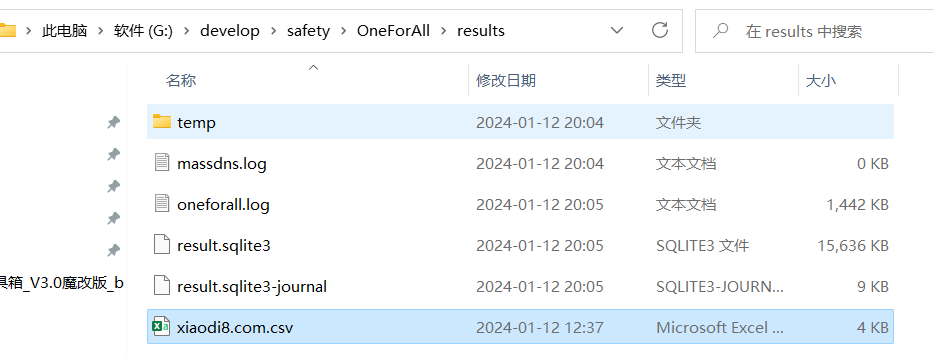 此电脑 > 软件 (G:) > develop > safety > OneForAll > results 在 results 中搜索
名称 修改日期 类型 大小
temp 2024-01-12 20:04 文件夹
massdns.log 2024-01-12 20:04 文本文档 0 KB
oneforall.log 2024-01-12 20:05 文本文档 1,442 KB
result.sqlite3 2024-01-12 20:05 SQLITE3 文件 15,636 KB
具箱_V3.0魔改版_b
result.sqlite3-journal 2024-01-12 20:05 SQLITE3-JOURN... 9 KB
xiaodi8.com.csv 2024-01-12 12:37 Microsoft Excel ... 4 KB